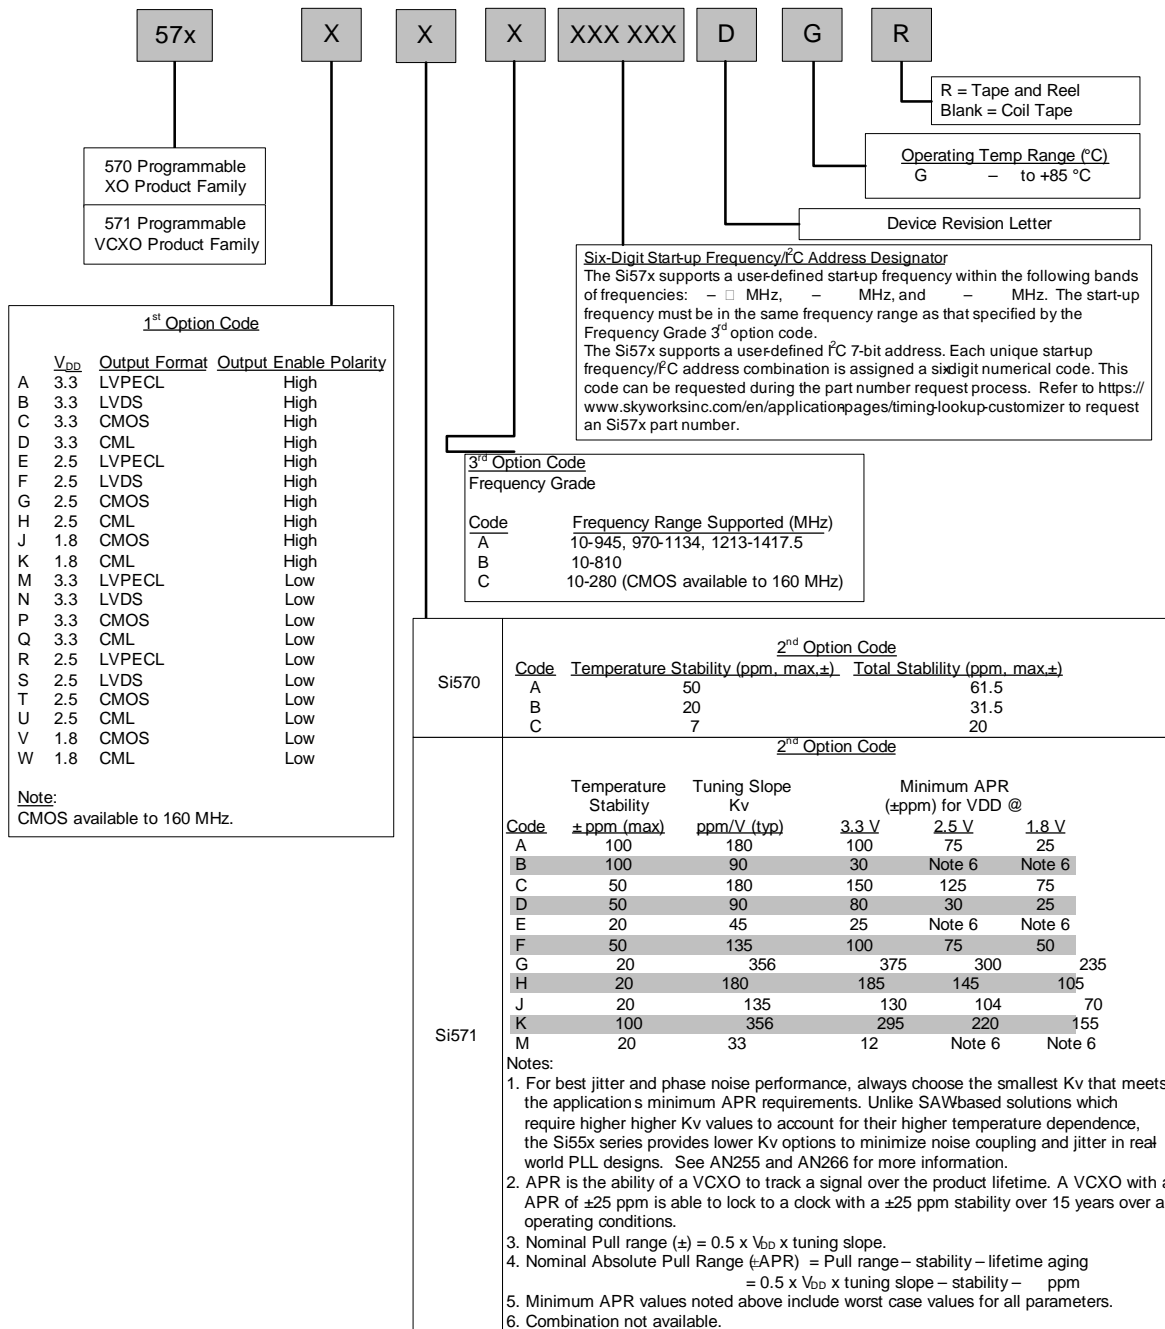 57x X X X XXX XXX D G R
R = Tape and Reel
Blank = Coil Tape
Operating Temp Range (°C)
G – to +85 °C
Device Revision Letter
570 Programmable
XO Product Family
571 Programmable
VCXO Product Family
Six-Digit Start-up Frequency/I²C Address Designator
The Si57x supports a user-defined start-up frequency within the following bands
of frequencies: – □ MHz, – MHz, and – MHz. The start-up
frequency must be in the same frequency range as that specified by the
Frequency Grade 3rd option code.
The Si57x supports a user-defined I²C 7-bit address. Each unique start-up
frequency/I²C address combination is assigned a six-digit numerical code. This
code can be requested during the part number request process. Refer to https://
www.skyworksinc.com/en/application-pages/timing-lookup-customizer to request
an Si57x part number.
1st Option Code
VDD Output Format Output Enable Polarity
A 3.3 LVPECL High
B 3.3 LVDS High
C 3.3 CMOS High
D 3.3 CML High
E 2.5 LVPECL High
F 2.5 LVDS High
G 2.5 CMOS High
H 2.5 CML High
J 1.8 CMOS High
K 1.8 CML High
M 3.3 LVPECL Low
N 3.3 LVDS Low
P 3.3 CMOS Low
Q 3.3 CML Low
R 2.5 LVPECL Low
S 2.5 LVDS Low
T 2.5 CMOS Low
U 2.5 CML Low
V 1.8 CMOS Low
W 1.8 CML Low
Note:
CMOS available to 160 MHz.
3rd Option Code
Frequency Grade
Code Frequency Range Supported (MHz)
A 10-945, 970-1134, 1213-1417.5
B 10-810
C 10-280 (CMOS available to 160 MHz)
Si570
2nd Option Code
Code Temperature Stability (ppm, max,±) Total Stablility (ppm, max,±)
A 50 61.5
B 20 31.5
C 7 20
Si571
2nd Option Code
Temperature Tuning Slope Minimum APR
Stability Kv (±ppm) for VDD @
Code ± ppm (max) ppm/V (typ) 3.3 V 2.5 V 1.8 V
A 100 180 100 75 25
B 100 90 30 Note 6 Note 6
C 50 180 150 125 75
D 50 90 80 30 25
E 20 45 25 Note 6 Note 6
F 50 135 100 75 50
G 20 356 375 300 235
H 20 180 185 145 105
J 20 135 130 104 70
K 100 356 295 220 155
M 20 33 12 Note 6 Note 6
Notes:
1. For best jitter and phase noise performance, always choose the smallest Kv that meets
the application s minimum APR requirements. Unlike SAW-based solutions which
require higher higher Kv values to account for their higher temperature dependence,
the Si55x series provides lower Kv options to minimize noise coupling and jitter in real-
world PLL designs. See AN255 and AN266 for more information.
2. APR is the ability of a VCXO to track a signal over the product lifetime. A VCXO with a
APR of ±25 ppm is able to lock to a clock with a ±25 ppm stability over 15 years over a
operating conditions.
3. Nominal Pull range (±) = 0.5 x VDD x tuning slope.
4. Nominal Absolute Pull Range (±APR) = Pull range – stability – lifetime aging
= 0.5 x VDD x tuning slope – stability – ppm
5. Minimum APR values noted above include worst case values for all parameters.
6. Combination not available.